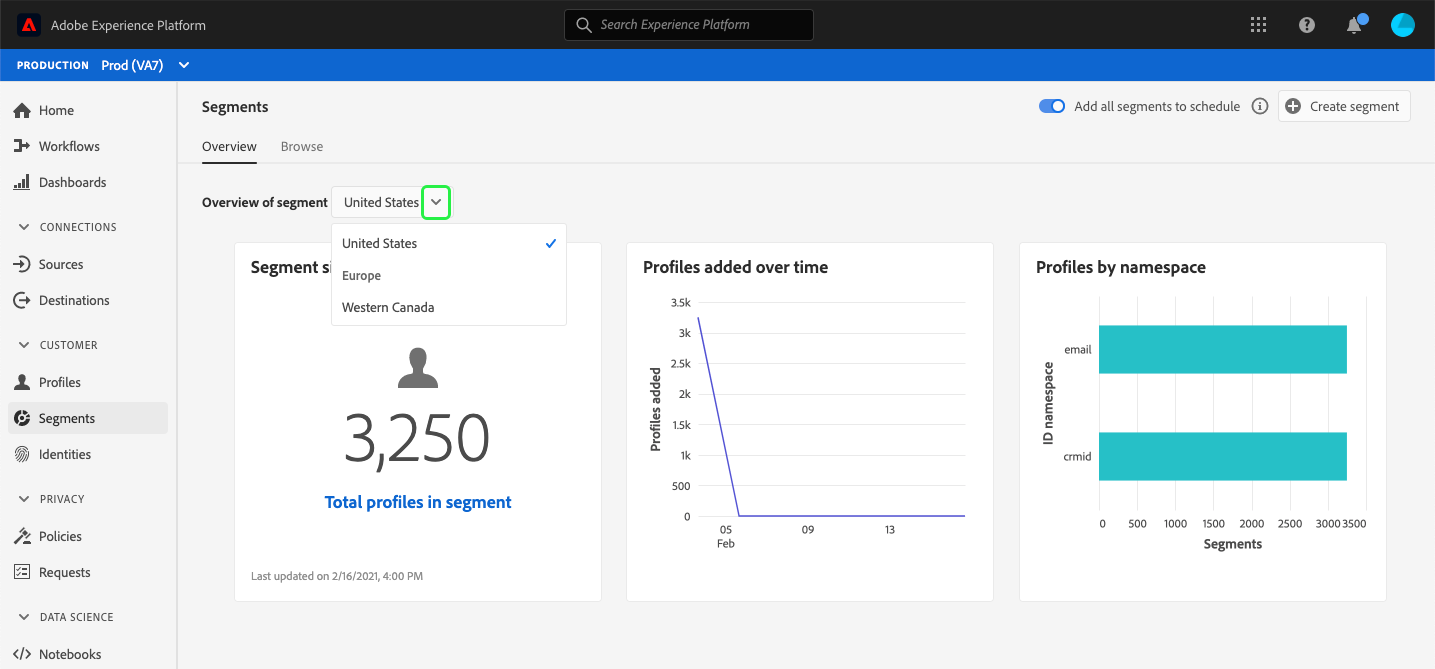 Adobe Experience Platform
Search Experience Platform
PRODUCTION Prod (VA7)
Home
Workflows
Dashboards
CONNECTIONS
Sources
Destinations
CUSTOMER
Profiles
Segments
Identities
PRIVACY
Policies
Requests
DATA SCIENCE
Notebooks
Segments
Add all segments to schedule
Create segment
Overview Browse
Overview of segment United States
United States
Europe
Western Canada
Segment si
3,250
Total profiles in segment
Last updated on 2/16/2021, 4:00 PM
Profiles added over time
Profiles added
3.5k
3k
2.5k
2k
1.5k
1k
500
0
05 09 13
Feb
Profiles by namespace
ID namespace
email
crmid
0 500 1000 1500 2000 2500 3000 3500
Segments